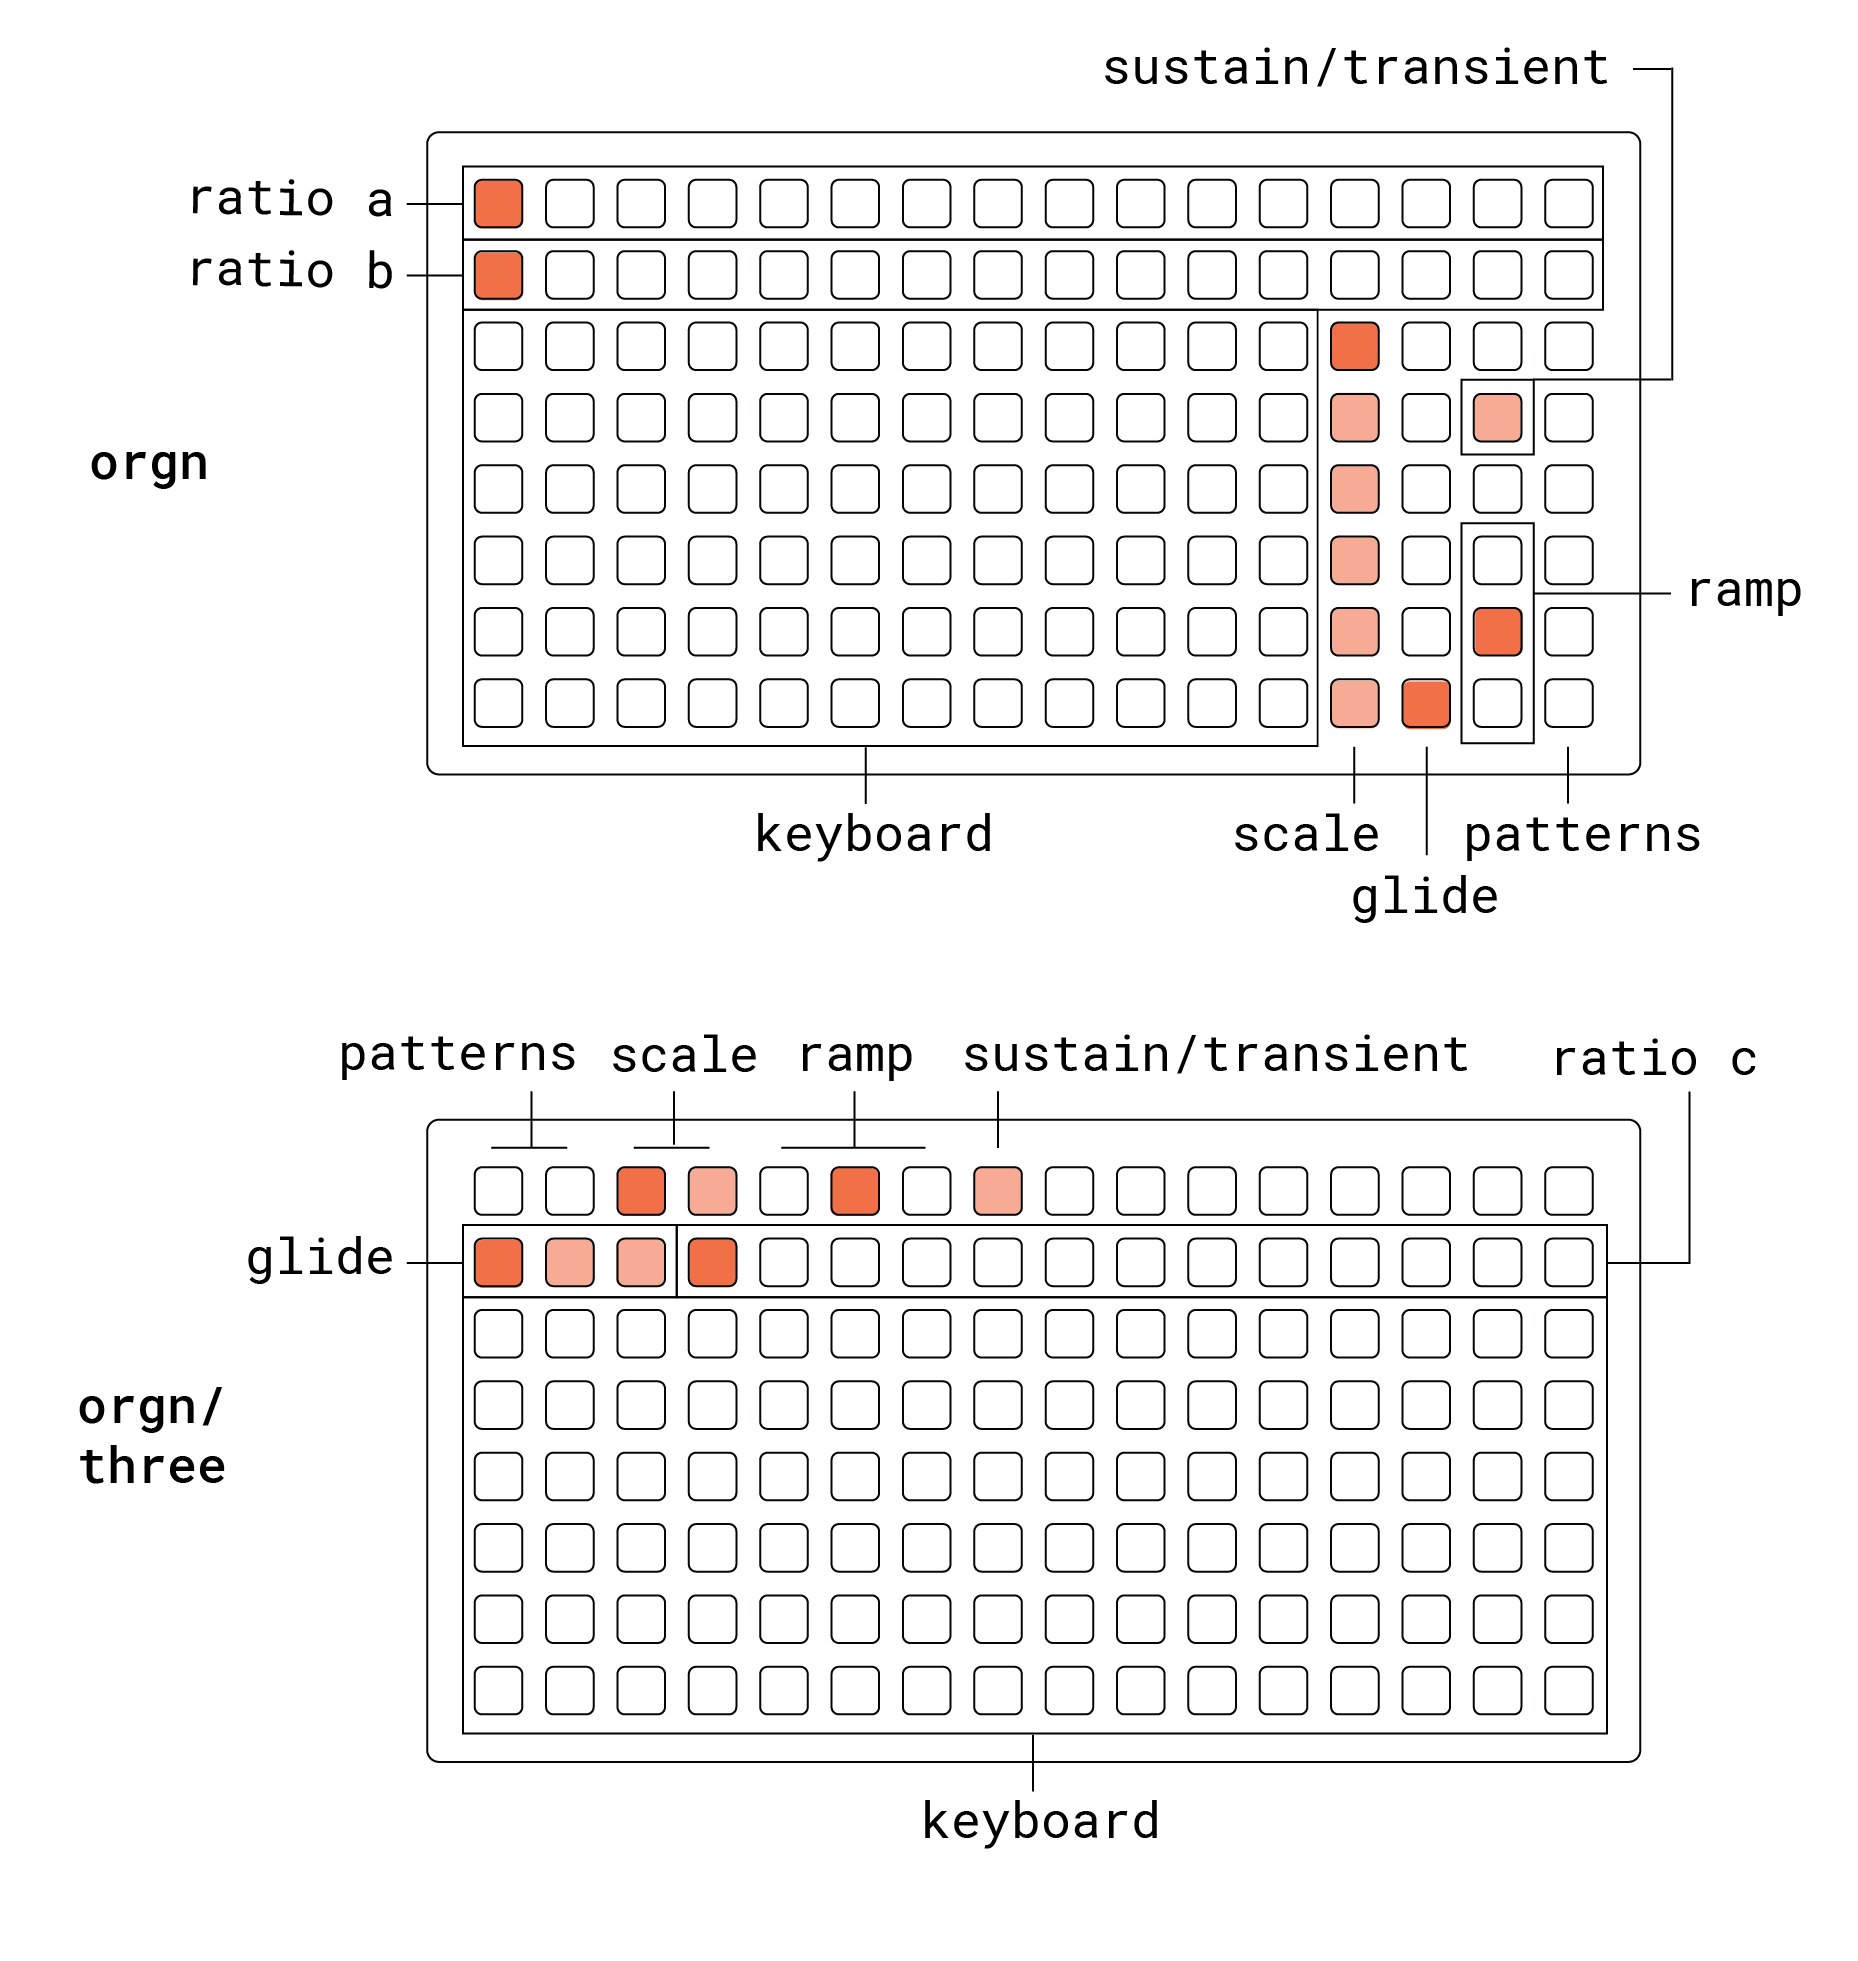 sustain/transient
ratio a
ratio b
orgn
ramp
keyboard
scale
patterns
glide
patterns
scale
ramp
sustain/transient
ratio c
glide
orgn/
three
keyboard